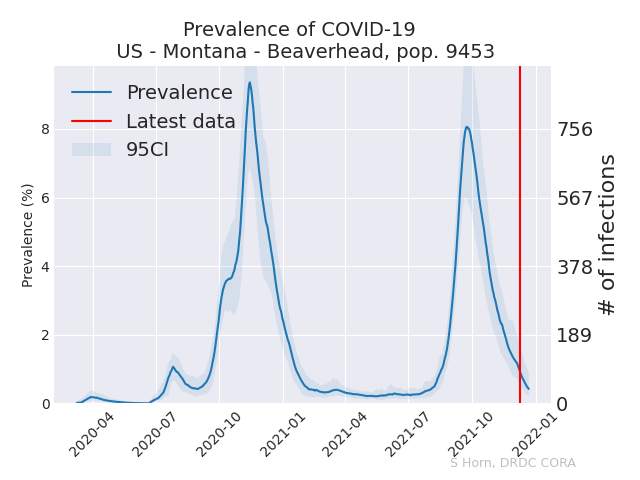 Prevalence of COVID-19
US - Montana - Beaverhead, pop. 9453
Prevalence
Latest data
95CI
Prevalence (%)
8
6
4
2
0
756
567
378
189
0
# of infections
2020-04
2020-07
2020-10
2021-01
2021-04
2021-07
2021-10
2022-01
S Horn, DRDC CORA